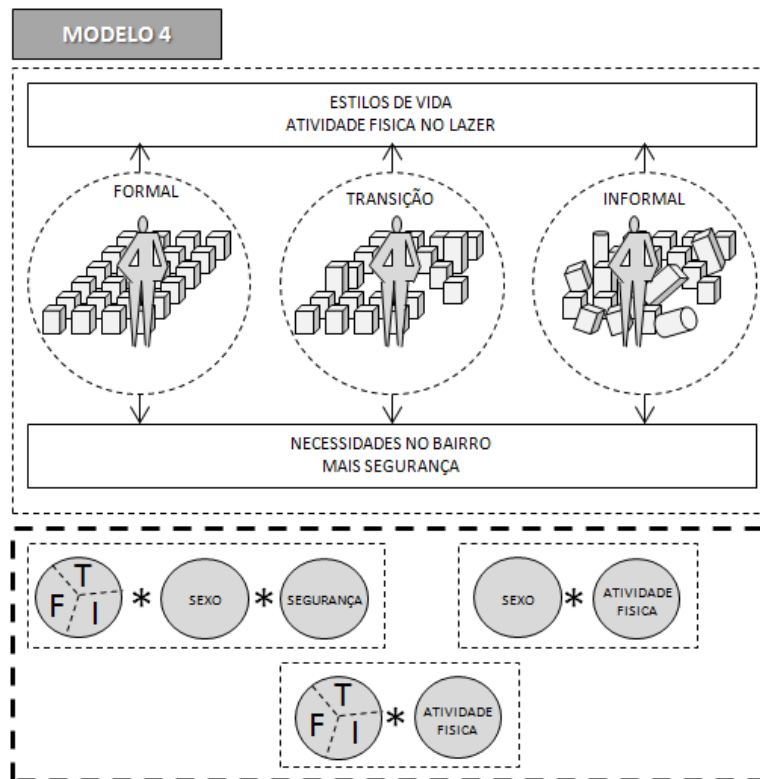 MODELO 4
ESTILOS DE VIDA
ATIVIDADE FISICA NO LAZER
FORMAL
TRANSIÇÃO
INFORMAL
NECESSIDADES NO BAIRRO
MAIS SEGURANÇA
T
F I
*
SEXO
*
SEGURANÇA
SEXO
*
ATIVIDADE
FISICA
T
F I
*
ATIVIDADE
FISICA